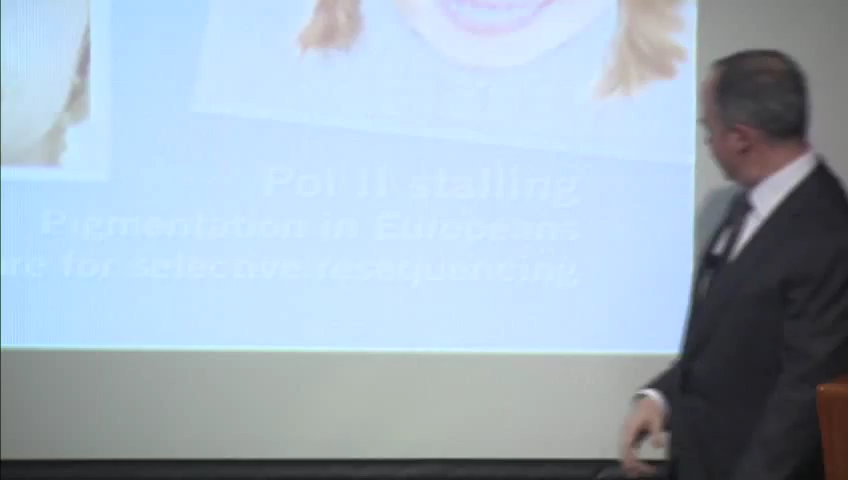 Pol II stalling
Pigmentation in Europeans
for selective resequencing